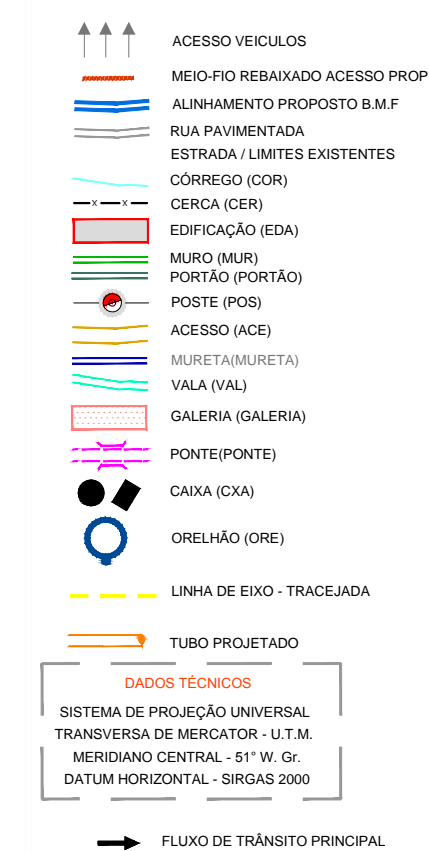 ACESSO VEICULOS
MEIO-FIO REBAIXADO ACESSO PROP
ALINHAMENTO PROPOSTO B.M.F
RUA PAVIMENTADA
ESTRADA / LIMITES EXISTENTES
CÓRREGO (COR)
x x CERCA (CER)
EDIFICAÇÃO (EDA)
MURO (MUR)
PORTÃO (PORTÃO)
POSTE (POS)
ACESSO (ACE)
MURETA(MURETA)
VALA (VAL)
GALERIA (GALERIA)
PONTE(PONTE)
CAIXA (CXA)
ORELHÃO (ORE)
LINHA DE EIXO - TRACEJADA
TUBO PROJETADO
DADOS TÉCNICOS
SISTEMA DE PROJEÇÃO UNIVERSAL
TRANSVERSA DE MERCATOR - U.T.M.
MERIDIANO CENTRAL - 51° W. Gr.
DATUM HORIZONTAL - SIRGAS 2000
FLUXO DE TRÂNSITO PRINCIPAL